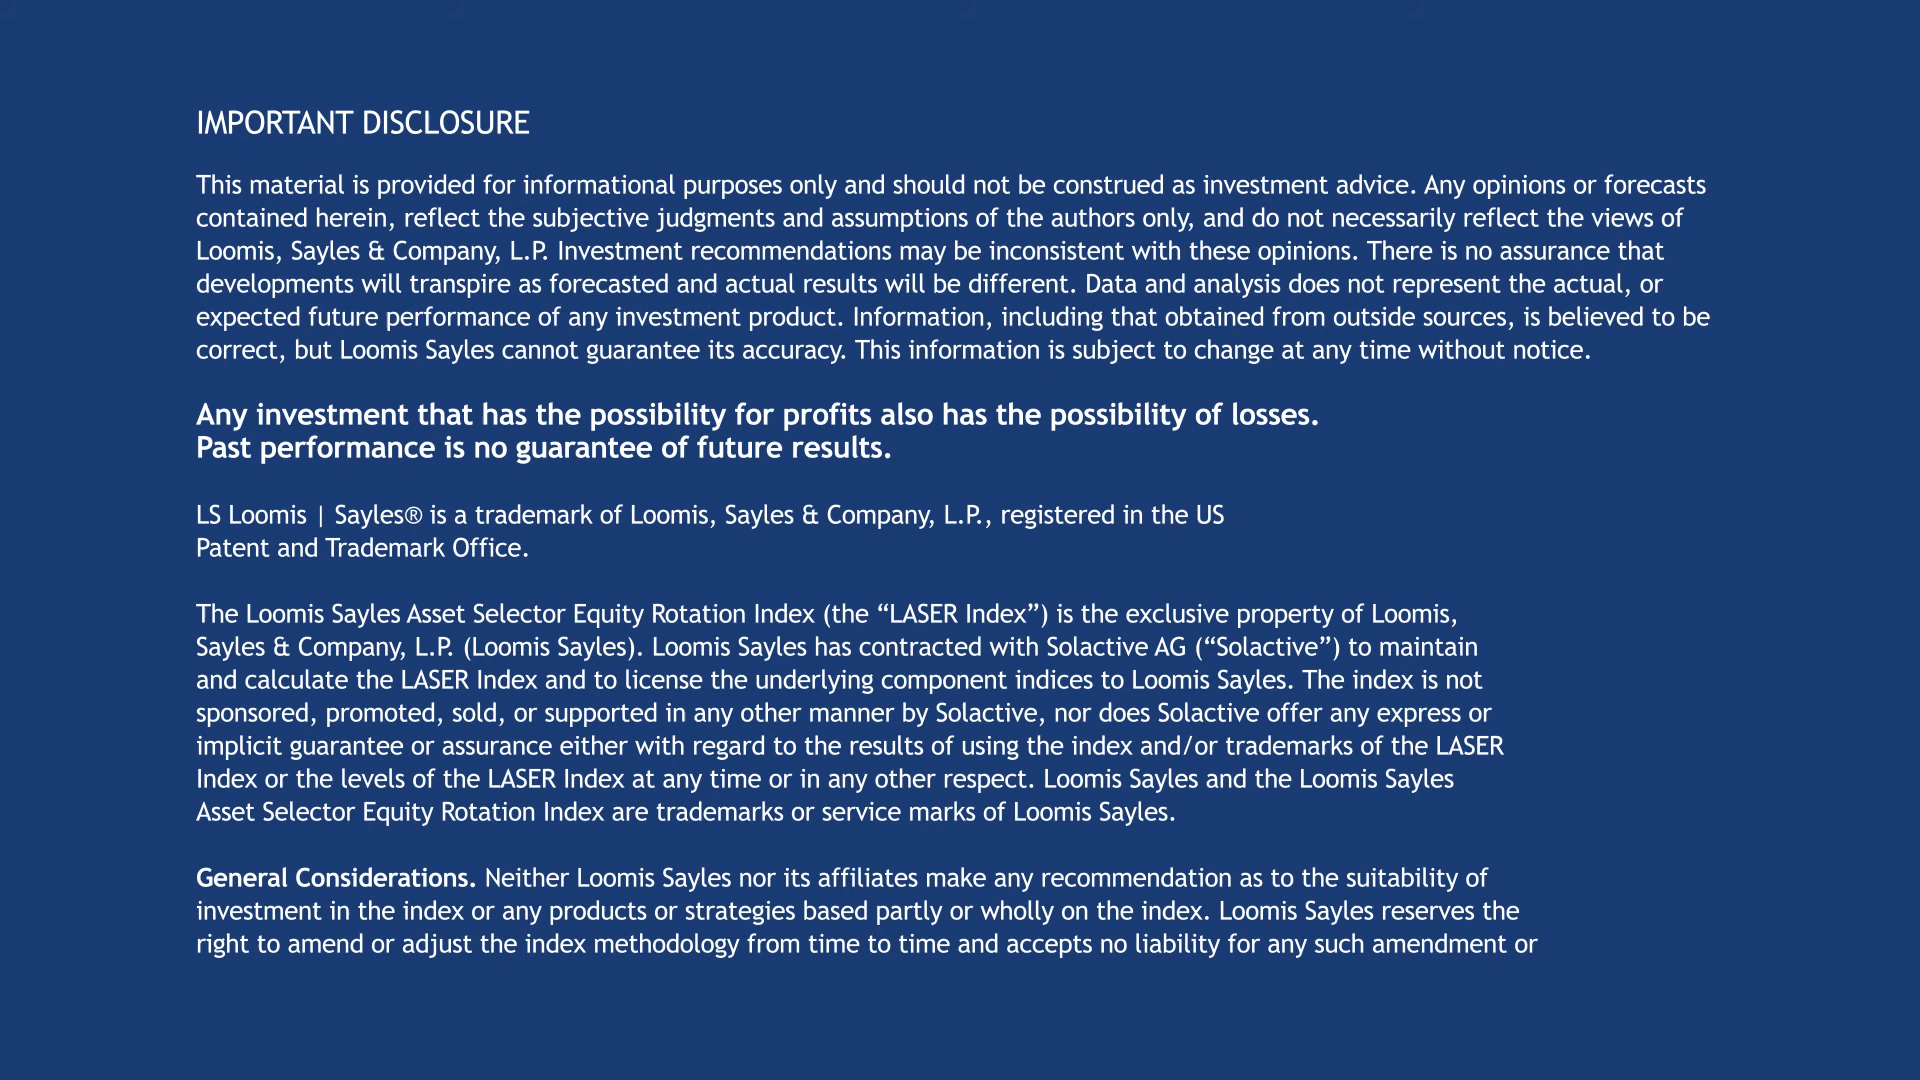 IMPORTANT DISCLOSURE
This material is provided for informational purposes only and should not be construed as investment advice. Any opinions or forecasts
contained herein, reflect the subjective judgments and assumptions of the authors only, and do not necessarily reflect the views of
Loomis, Sayles & Company, L.P. Investment recommendations may be inconsistent with these opinions. There is no assurance that
developments will transpire as forecasted and actual results will be different. Data and analysis does not represent the actual, or
expected future performance of any investment product. Information, including that obtained from outside sources, is believed to be
correct, but Loomis Sayles cannot guarantee its accuracy. This information is subject to change at any time without notice.
Any investment that has the possibility for profits also has the possibility of losses.
Past performance is no guarantee of future results.
LS Loomis | Sayles® is a trademark of Loomis, Sayles & Company, L.P., registered in the US
Patent and Trademark Office.
The Loomis Sayles Asset Selector Equity Rotation Index (the “LASER Index”) is the exclusive property of Loomis,
Sayles & Company, L.P. (Loomis Sayles). Loomis Sayles has contracted with Solactive AG (“Solactive”) to maintain
and calculate the LASER Index and to license the underlying component indices to Loomis Sayles. The index is not
sponsored, promoted, sold, or supported in any other manner by Solactive, nor does Solactive offer any express or
implicit guarantee or assurance either with regard to the results of using the index and/or trademarks of the LASER
Index or the levels of the LASER Index at any time or in any other respect. Loomis Sayles and the Loomis Sayles
Asset Selector Equity Rotation Index are trademarks or service marks of Loomis Sayles.
General Considerations. Neither Loomis Sayles nor its affiliates make any recommendation as to the suitability of
investment in the index or any products or strategies based partly or wholly on the index. Loomis Sayles reserves the
right to amend or adjust the index methodology from time to time and accepts no liability for any such amendment or